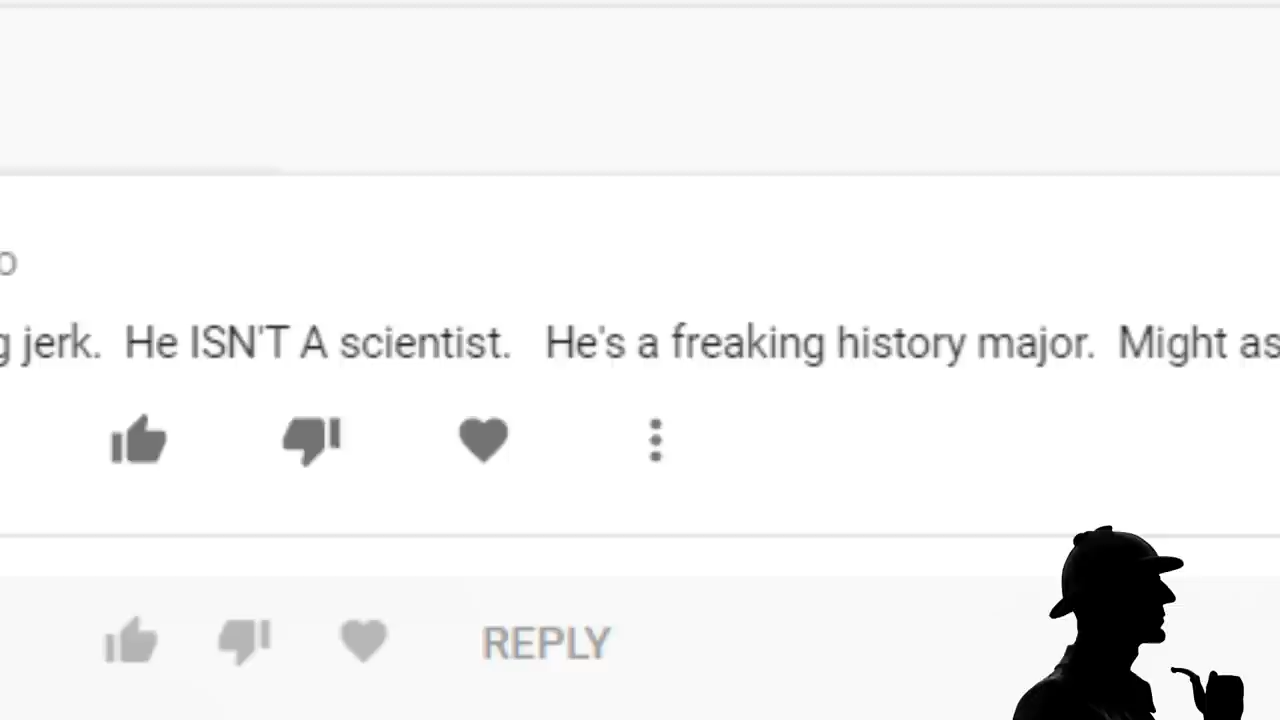 o
g jerk.  He ISN'T A scientist.   He's a freaking history major.  Might as
REPLY